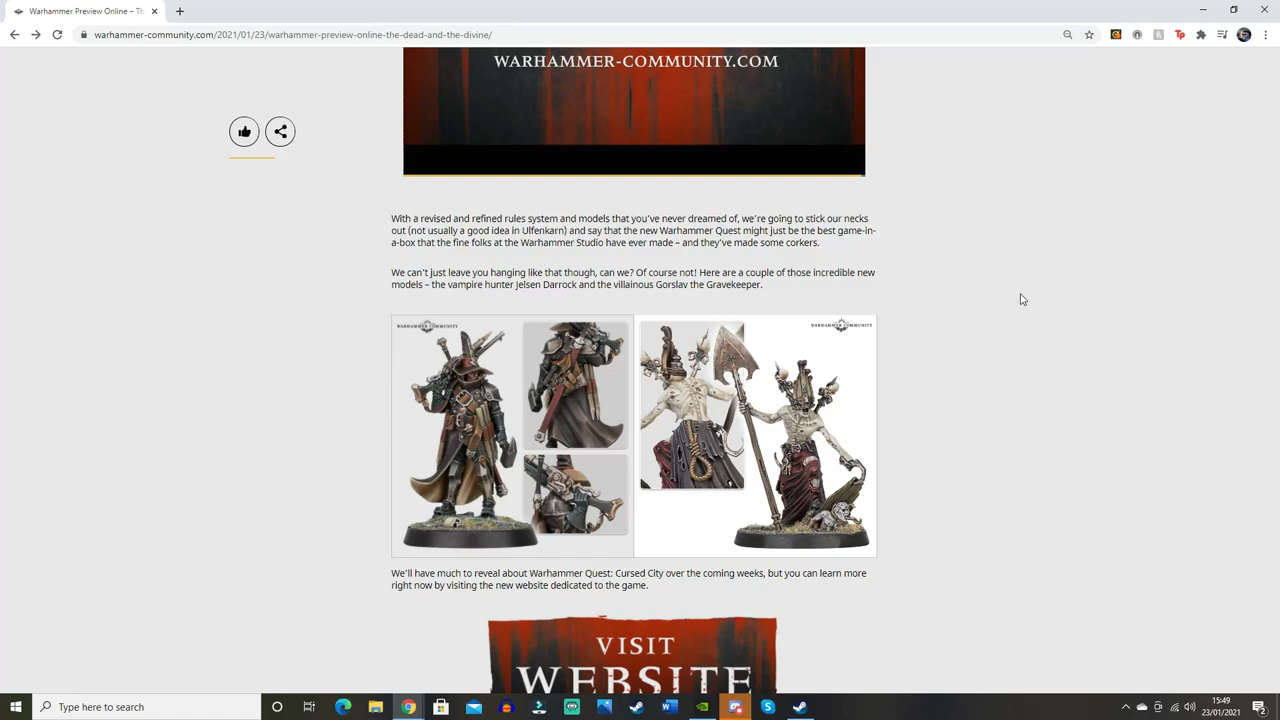 Warhammer Preview Online – Th
warhammer-community.com/2021/01/23/warhammer-preview-online-the-dead-and-the-divine/
WARHAMMER-COMMUNITY.COM
With a revised and refined rules system and models that you've never dreamed of, we're going to stick our necks
out (not usually a good idea in Ulfenkarn) and say that the new Warhammer Quest might just be the best game-in-
a-box that the fine folks at the Warhammer Studio have ever made – and they've made some corkers.
We can't just leave you hanging like that though, can we? Of course not! Here are a couple of those incredible new
models – the vampire hunter Jelsen Darrock and the villainous Gorslav the Gravekeeper.
WARHAMMER COMMUNITY
WARHAMMER COMMUNITY
We'll have much to reveal about Warhammer Quest: Cursed City over the coming weeks, but you can learn more
right now by visiting the new website dedicated to the game.
VISIT
WEBSITE
Type here to search
15:49
23/01/2021
2